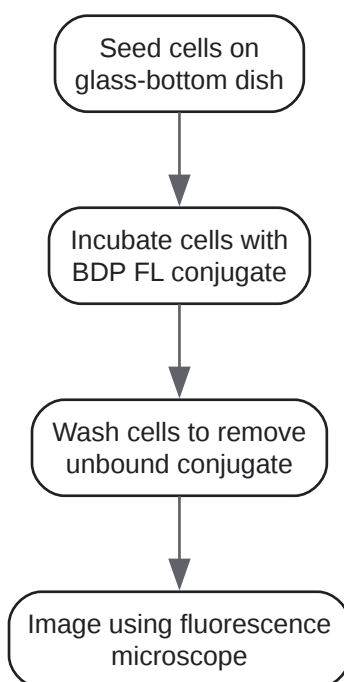 Seed cells on
glass-bottom dish
Incubate cells with
BDP FL conjugate
Wash cells to remove
unbound conjugate
Image using fluorescence
microscope